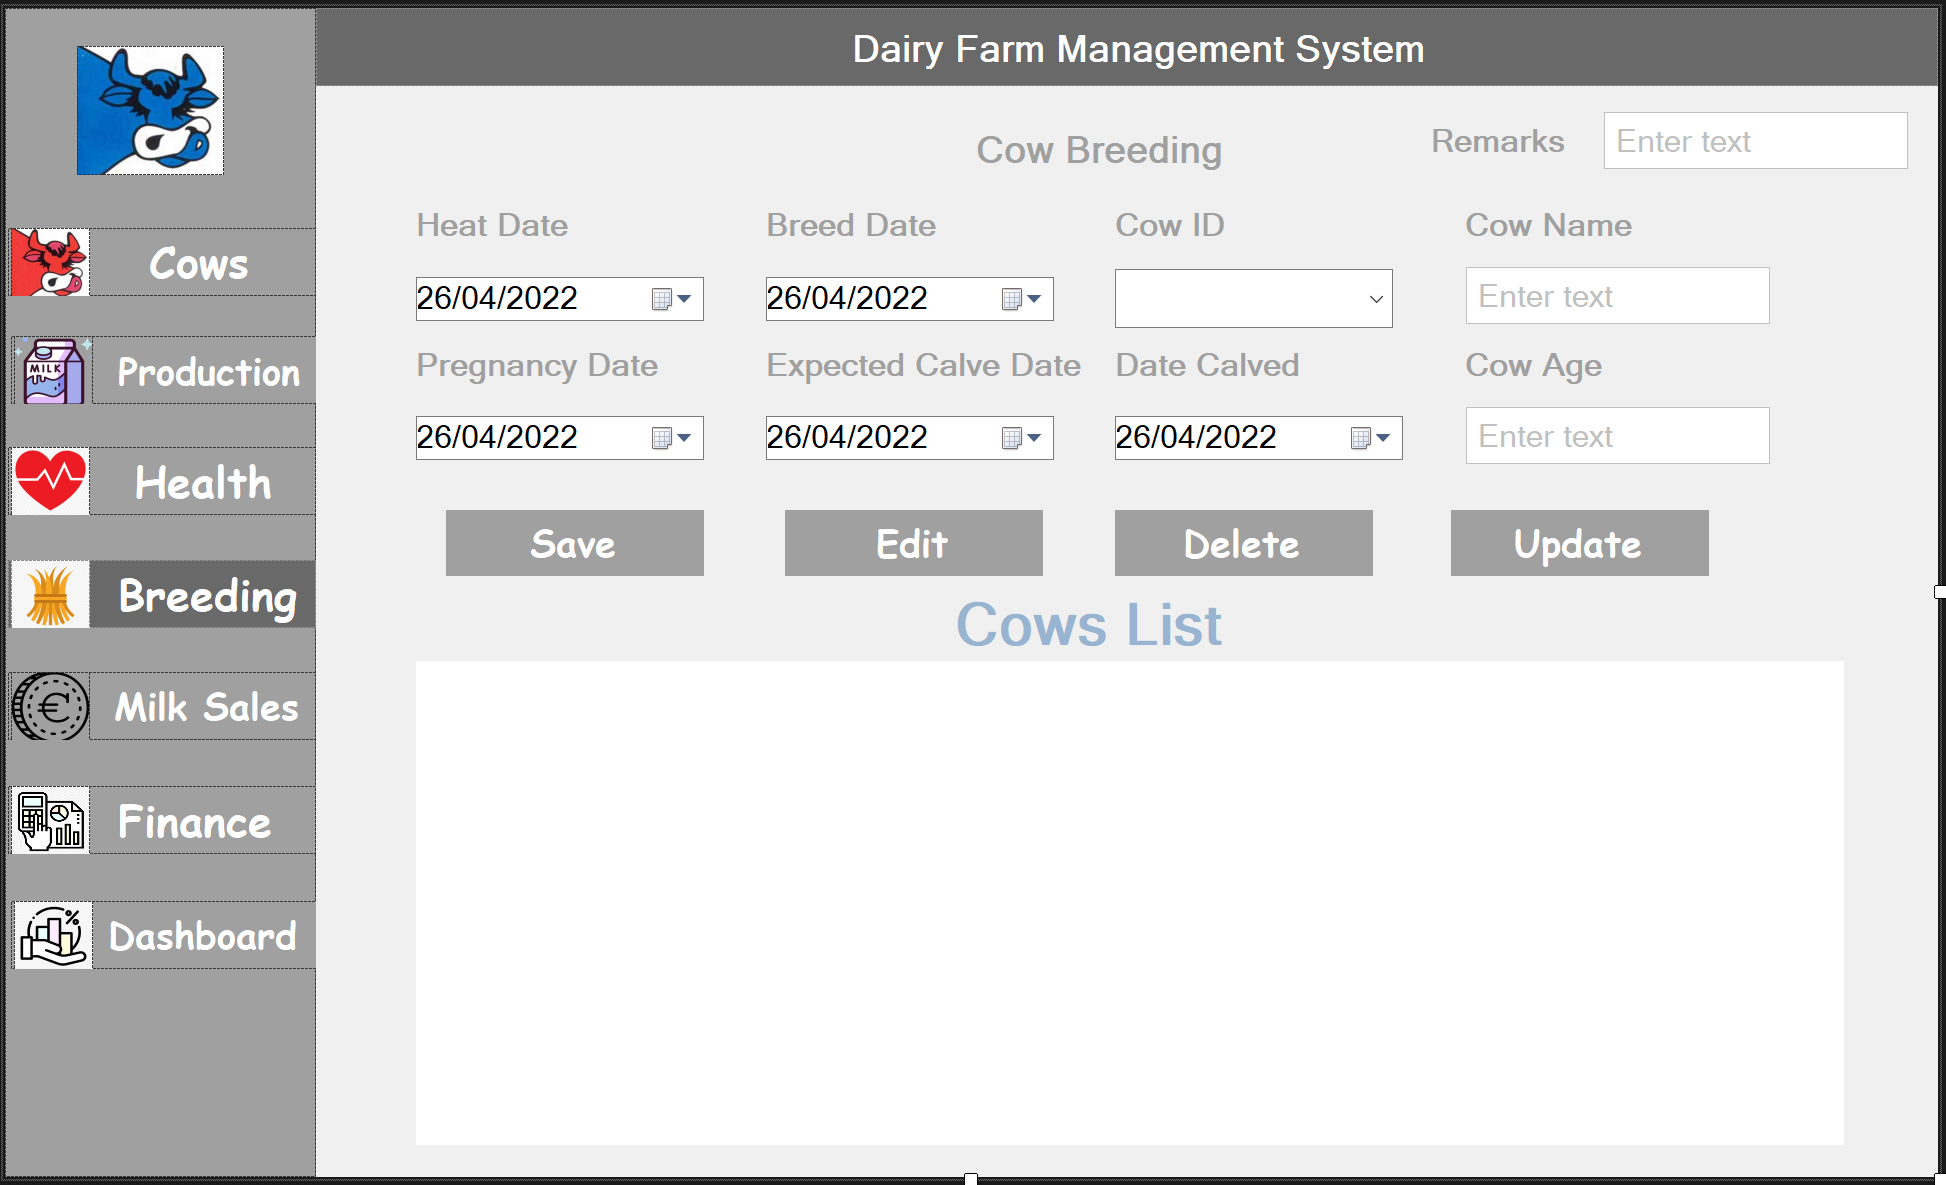 Dairy Farm Management System
Cow Breeding
Remarks
Enter text
Heat Date
Breed Date
Cow ID
Cow Name
26/04/2022
26/04/2022
Enter text
Pregnancy Date
Expected Calve Date
Date Calved
Cow Age
26/04/2022
26/04/2022
26/04/2022
Enter text
Save
Edit
Delete
Update
Cows List
Cows
MILK
Production
Health
Breeding
€
Milk Sales
Finance
%
Dashboard